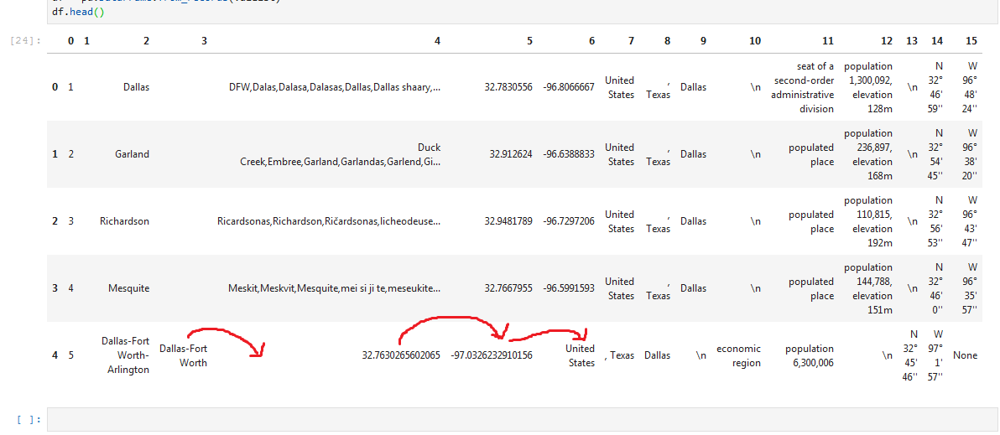 df.head()
[24]:
0 1 2 3 4 5 6 7 8 9 10 11 12 13 14 15
0 1 Dallas DFW,Dalas,Dalasa,Dalasas,Dallas,Dallas shaary,... 32.7830556 -96.8066667 United States , Texas Dallas \n seat of a second-order administrative division population 1,300,092, elevation 128m \n N 32° 46' 59'' W 96° 48' 24''
1 2 Garland Duck Creek,Embree,Garland,Garlandas,Garlend,Gi... 32.912624 -96.6388833 United States , Texas Dallas \n populated place population 236,897, elevation 168m \n N 32° 54' 45'' W 96° 38' 20''
2 3 Richardson Ricardsonas,Richardson,Ričardsonas,licheodeuse... 32.9481789 -96.7297206 United States , Texas Dallas \n populated place population 110,815, elevation 192m \n N 32° 56' 53'' W 96° 43' 47''
3 4 Mesquite Meskit,Meskvit,Mesquite,mei si ji te,meseukite... 32.7667955 -96.5991593 United States , Texas Dallas \n populated place population 144,788, elevation 151m \n N 32° 46' 0'' W 96° 35' 57''
4 5 Dallas-Fort Worth-Arlington Dallas-Fort Worth 32.7630265602065 -97.0326232910156 United States , Texas Dallas \n economic region population 6,300,006 \n N 32° 45' 46'' W 97° 1' 57'' None
[ ]: